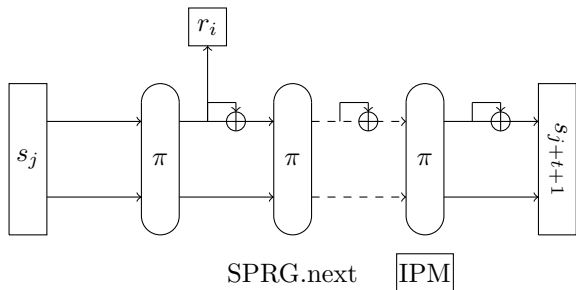 r_i
s_j π π π s_{j+t+1}
SPRG.next IPM